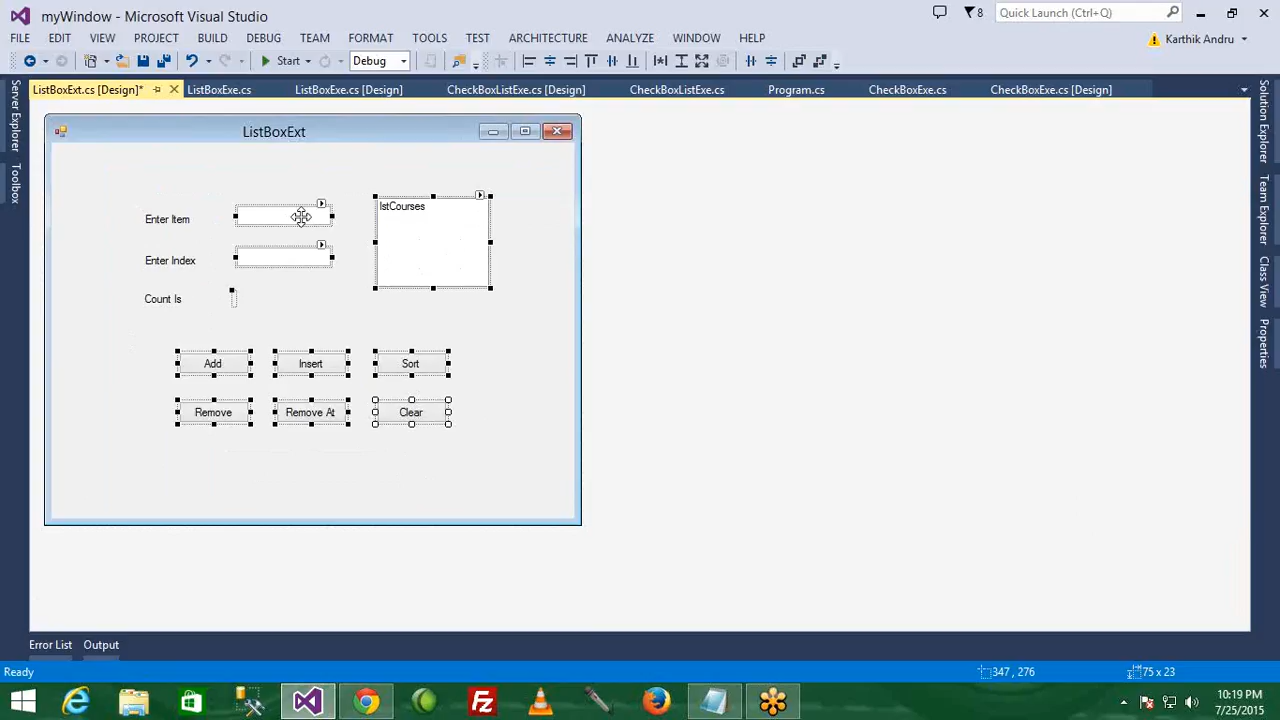 myWindow - Microsoft Visual Studio
8
Quick Launch (Ctrl+Q)
FILE EDIT VIEW PROJECT BUILD DEBUG TEAM FORMAT TOOLS TEST ARCHITECTURE ANALYZE WINDOW HELP
Karthik Andru
Start Debug
ListBoxExt.cs [Design]* ListBoxExe.cs ListBoxExe.cs [Design] CheckBoxListExe.cs [Design] CheckBoxListExe.cs Program.cs CheckBoxExe.cs CheckBoxExe.cs [Design]
Server Explorer
Toolbox
Solution Explorer
Team Explorer
Properties
ListBoxExt
lstCourses
Enter Item
Enter Index
Count Is
Add Insert Sort
Remove Remove At Clear
Error List Output
Ready
347 , 276
75 x 23
10:19 PM
7/25/2015